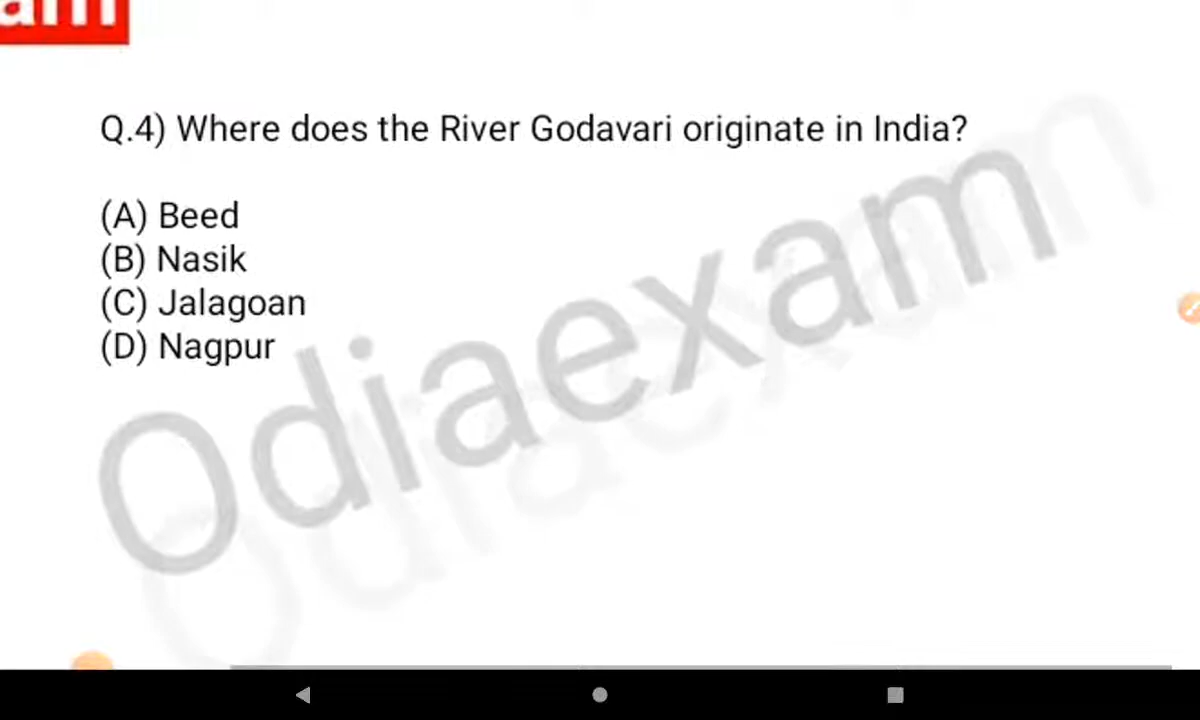 Q.4) Where does the River Godavari originate in India?
(A) Beed
(B) Nasik
(C) Jalagoan
(D) Nagpur
Odiaexam